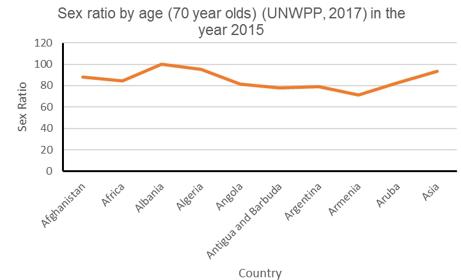 Sex ratio by age (70 year olds) (UNWPP, 2017) in the
year 2015
120
100
80
60
40
20
0
Sex Ratio
Afghanistan
Africa
Albania
Algeria
Angola
Antigua and Barbuda
Argentina
Armenia
Aruba
Asia
Country